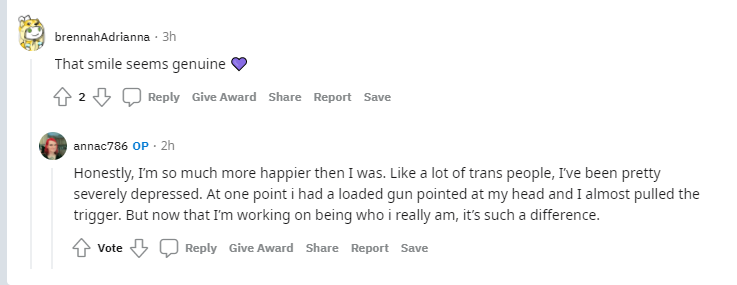 brennahAdrianna · 3h
That smile seems genuine 💜
2 Reply Give Award Share Report Save
annac786 OP · 2h
Honestly, I'm so much more happier then I was. Like a lot of trans people, I've been pretty
severely depressed. At one point i had a loaded gun pointed at my head and I almost pulled the
trigger. But now that I'm working on being who i really am, it's such a difference.
Vote Reply Give Award Share Report Save